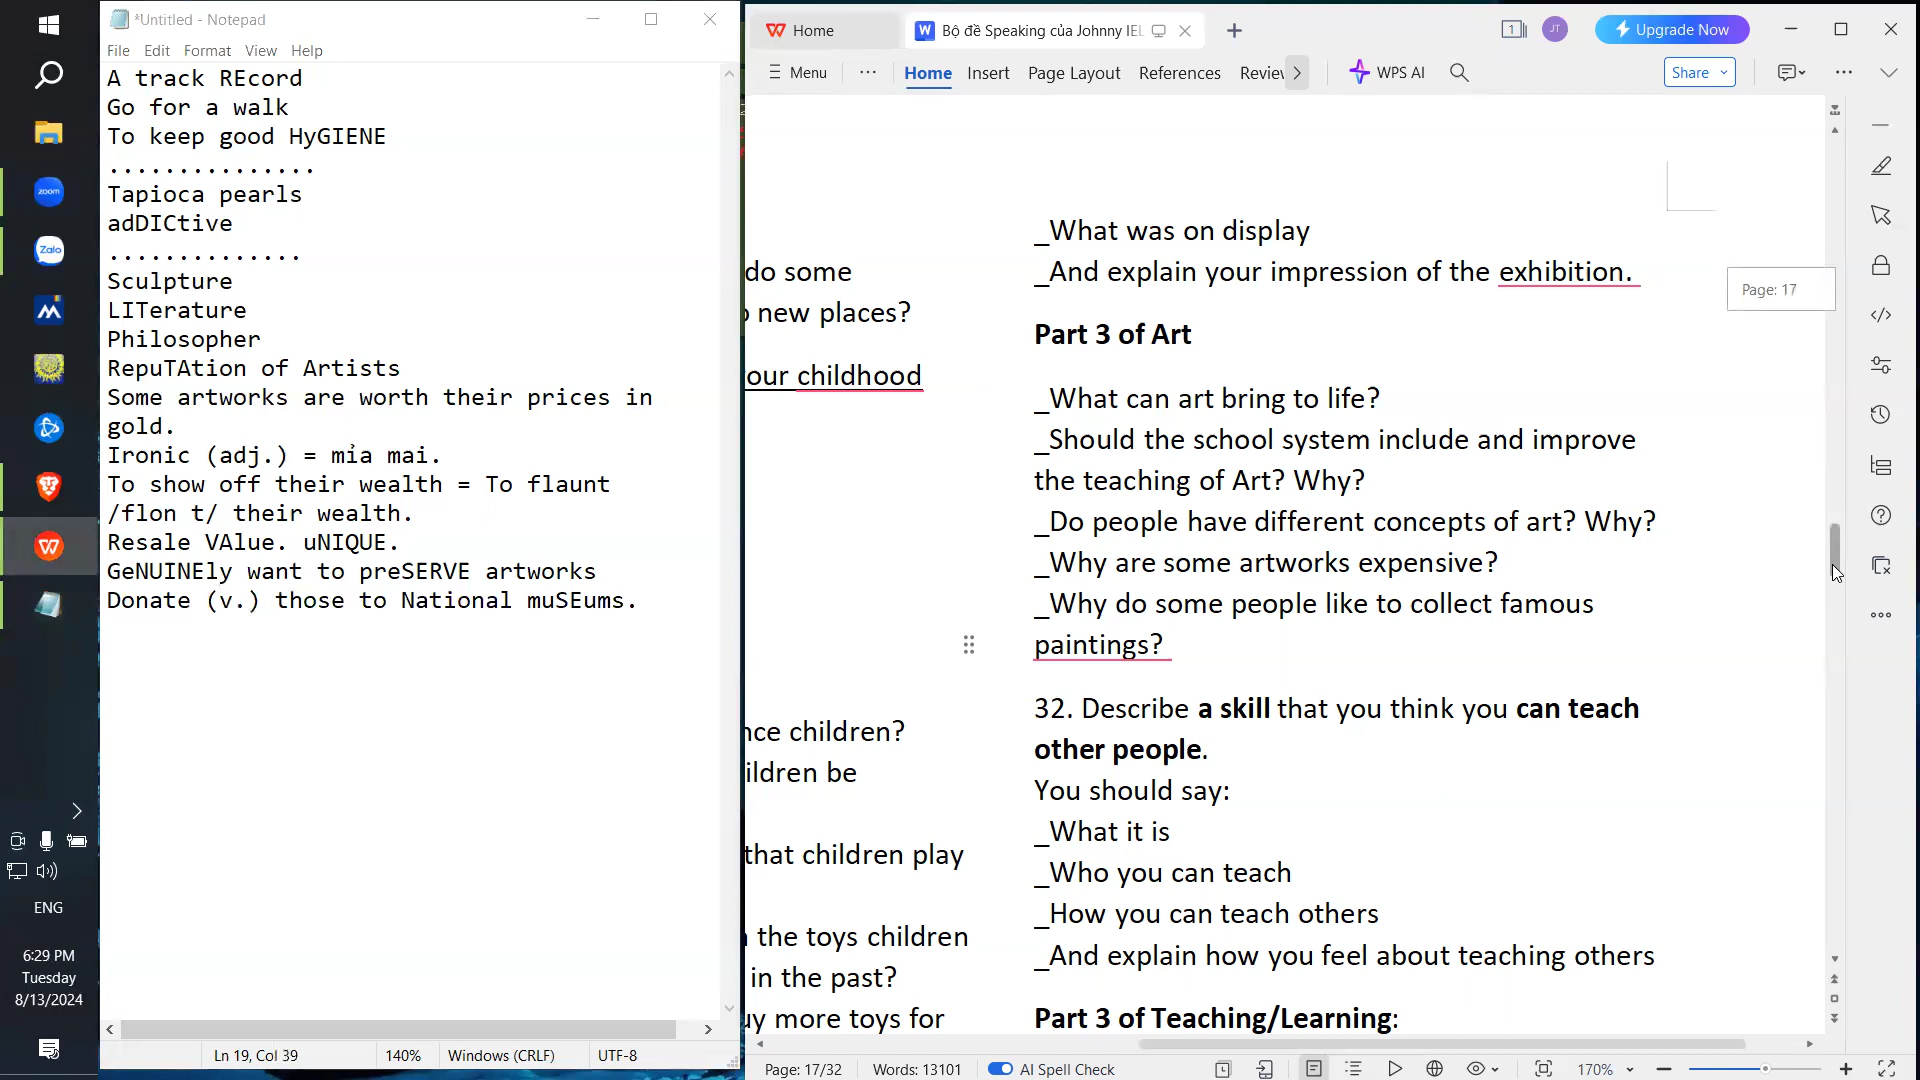 *Untitled - Notepad
File Edit Format View Help
A track REcord
Go for a walk
To keep good HyGIENE
...............
Tapioca pearls
adDICtive
..............
Sculpture
LITerature
Philosopher
RepuTAtion of Artists
Some artworks are worth their prices in
gold.
Ironic (adj.) = mỉa mai.
To show off their wealth = To flaunt
/flon t/ their wealth.
Resale VAlue. uNIQUE.
GeNUINEly want to preSERVE artworks
Donate (v.) those to National muSEums.
Ln 19, Col 39 140% Windows (CRLF) UTF-8
zoom
Zalo
ENG
6:29 PM
Tuesday
8/13/2024
Home Bộ đề Speaking của Johnny IEL
JT Upgrade Now
Menu Home Insert Page Layout References Review WPS AI Share
do some
new places?
our childhood
nce children?
ildren be
that children play
the toys children
in the past?
uy more toys for
_What was on display
_And explain your impression of the exhibition.
Page: 17
Part 3 of Art
_What can art bring to life?
_Should the school system include and improve
the teaching of Art? Why?
_Do people have different concepts of art? Why?
_Why are some artworks expensive?
_Why do some people like to collect famous
paintings?
32. Describe a skill that you think you can teach
other people.
You should say:
_What it is
_Who you can teach
_How you can teach others
_And explain how you feel about teaching others
Part 3 of Teaching/Learning:
Page: 17/32 Words: 13101 AI Spell Check 170%